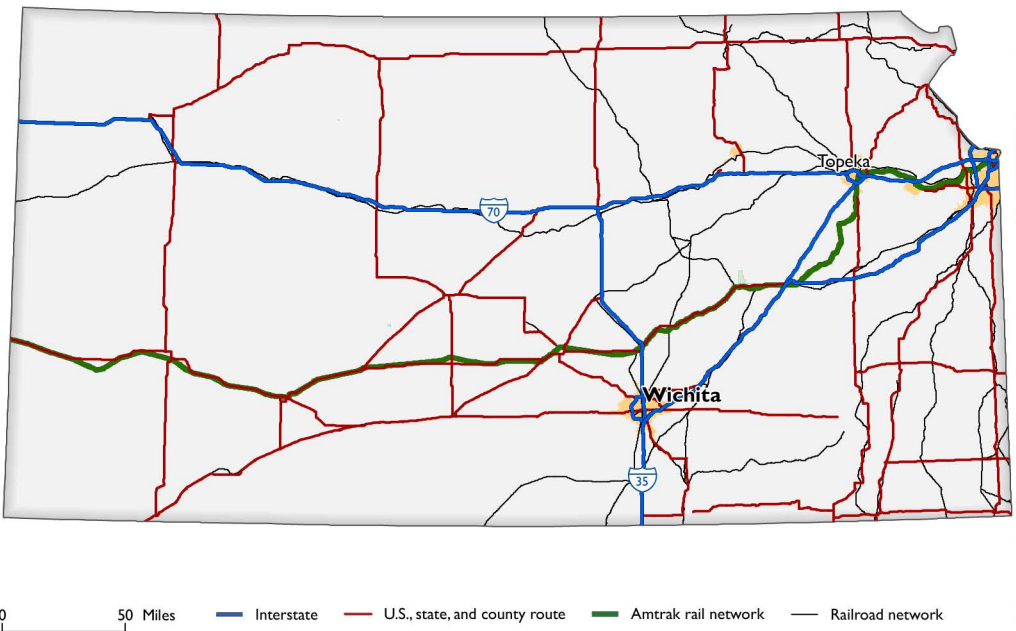 Topeka
70
Wichita
35
0 50 Miles Interstate U.S., state, and county route Amtrak rail network Railroad network